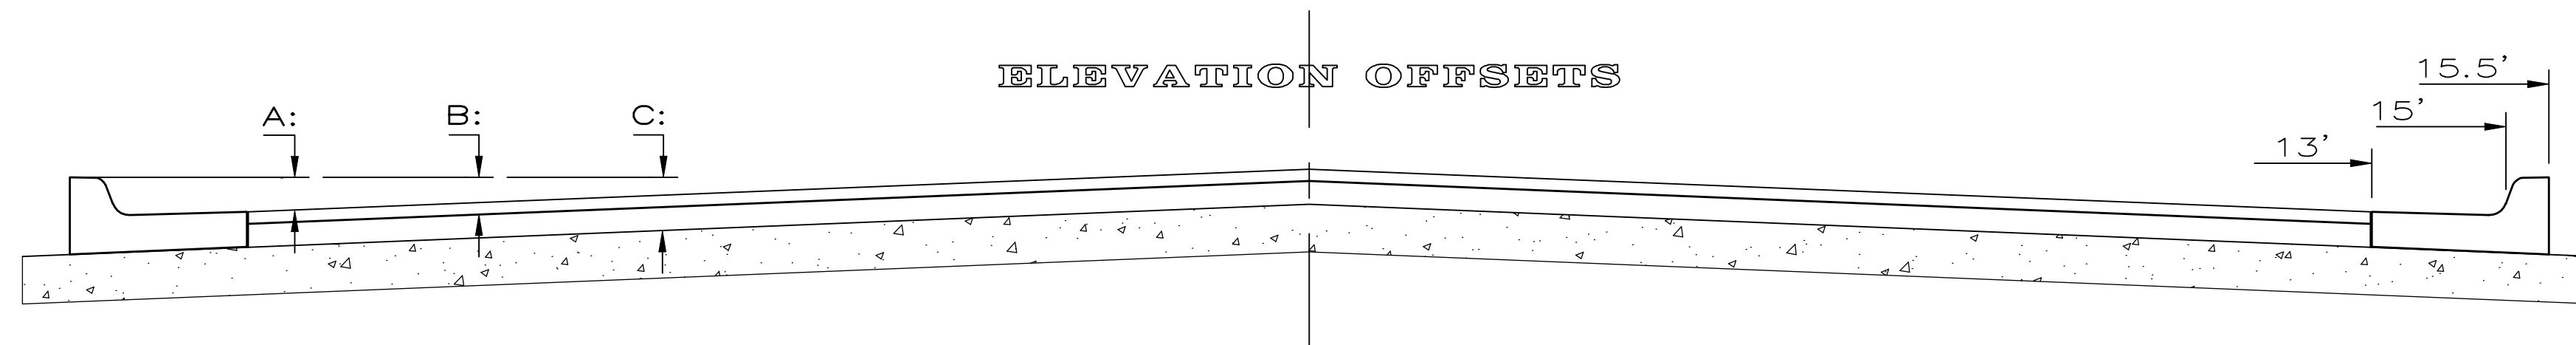 ELEVATION OFFSETS
15.5’
15’
A:
B:
C:
13’